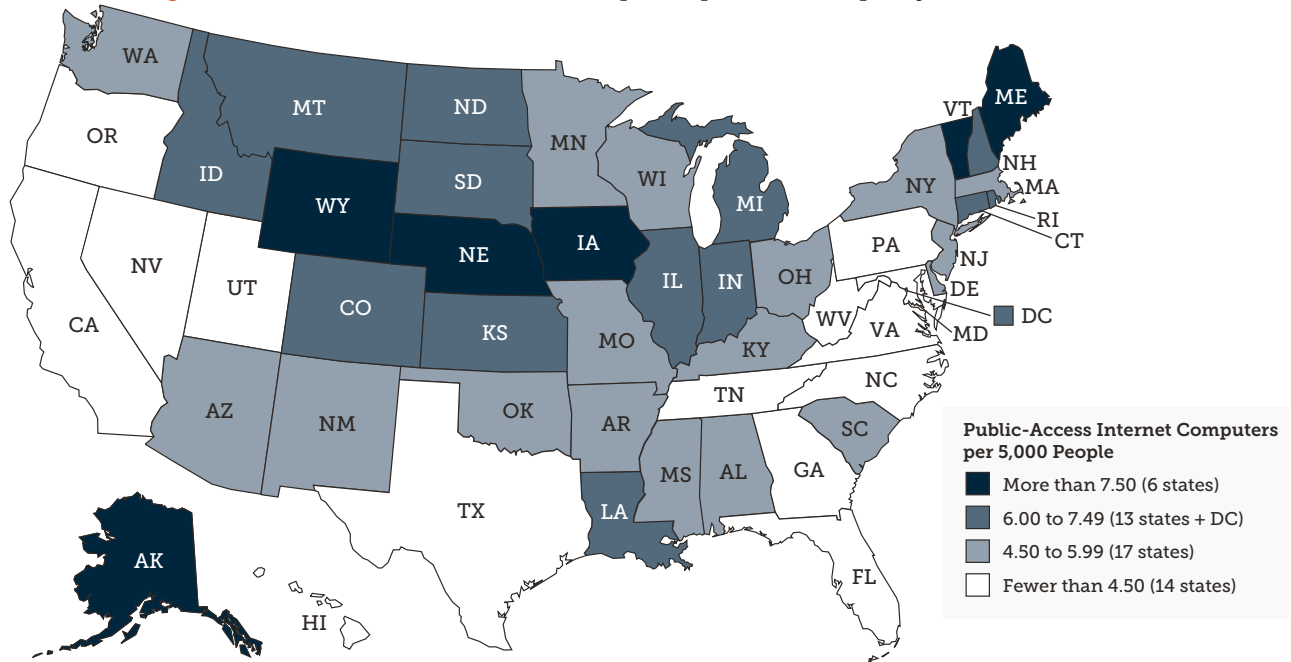 WA
OR
CA
NV
ID
MT
WY
UT
AZ
CO
NM
ND
SD
NE
KS
OK
TX
MN
IA
MO
AR
LA
WI
IL
MI
IN
OH
KY
TN
MS
AL
GA
FL
SC
NC
VA
WV
PA
NY
VT
ME
NH
MA
RI
CT
NJ
DE
DC
MD
AK
HI
Public-Access Internet Computers
per 5,000 People
More than 7.50 (6 states)
6.00 to 7.49 (13 states + DC)
4.50 to 5.99 (17 states)
Fewer than 4.50 (14 states)